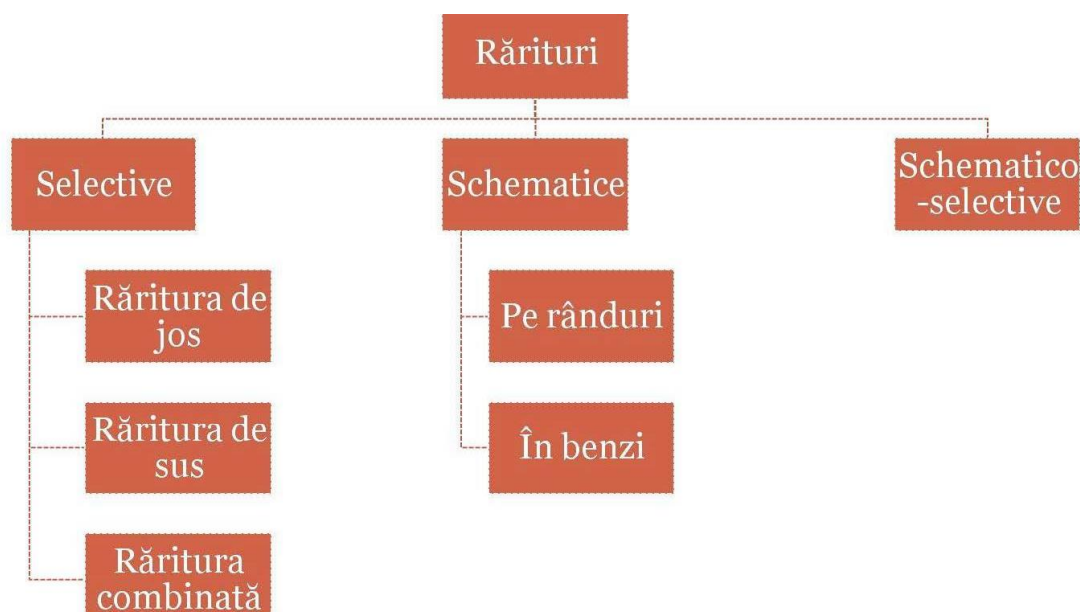 Rărituri
Selective
Schematice
Schematico
-selective
Răritura de
jos
Pe rânduri
Răritura de
sus
În benzi
Răritura
combinată